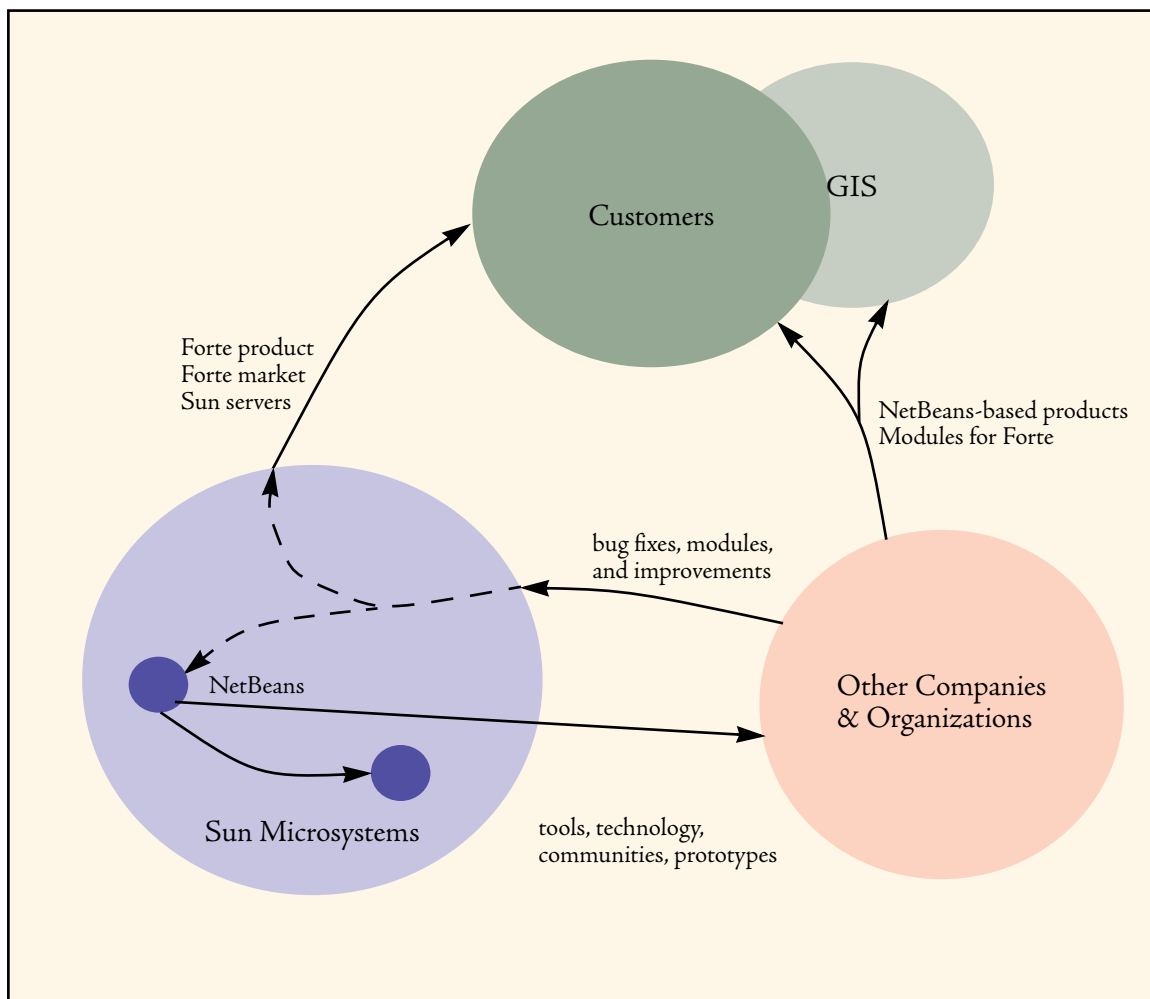 GIS
Customers
Forte product
Forte market
Sun servers
NetBeans-based products
Modules for Forte
bug fixes, modules,
and improvements
NetBeans
Other Companies
& Organizations
Sun Microsystems
tools, technology,
communities, prototypes